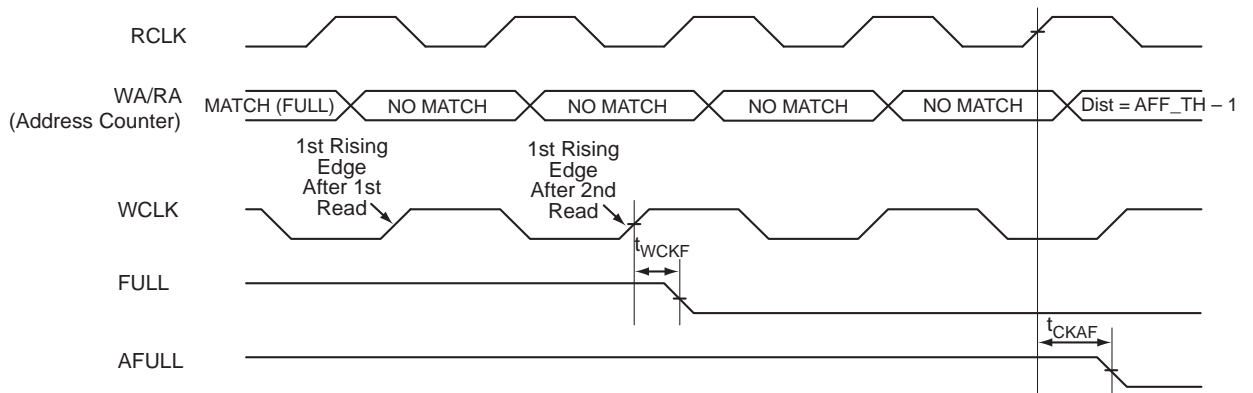 RCLK
WA/RA
(Address Counter)
MATCH (FULL)
NO MATCH
NO MATCH
NO MATCH
NO MATCH
Dist = AFF_TH – 1
1st Rising
Edge
After 1st
Read
1st Rising
Edge
After 2nd
Read
WCLK
tWCKF
FULL
tCKAF
AFULL